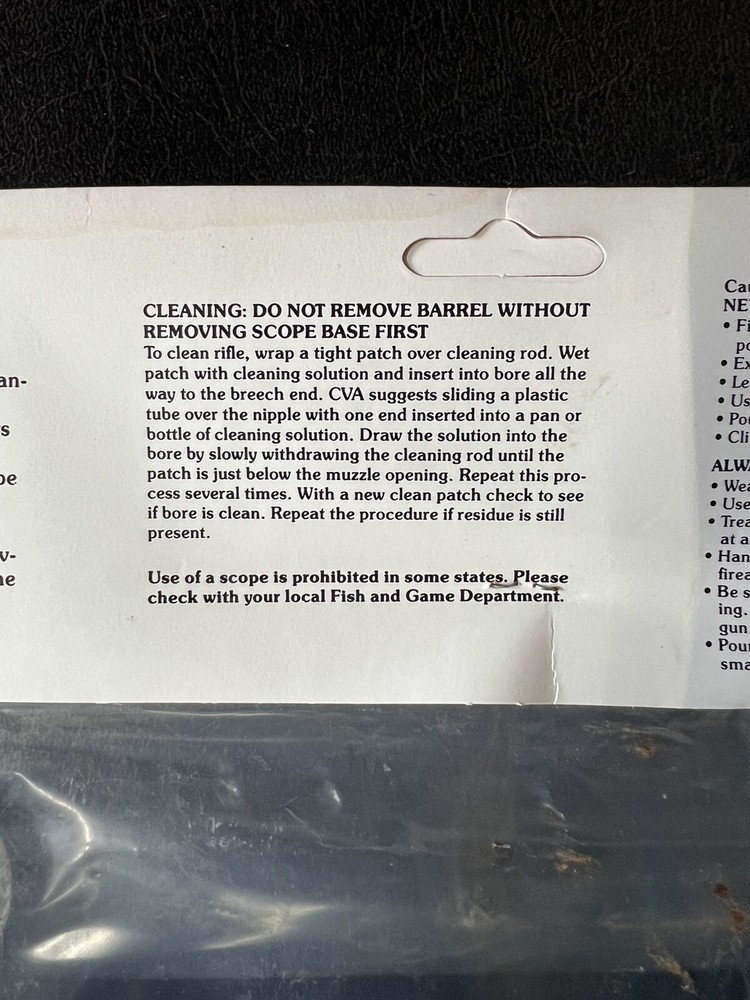 CLEANING: DO NOT REMOVE BARREL WITHOUT
REMOVING SCOPE BASE FIRST
To clean rifle, wrap a tight patch over cleaning rod. Wet
patch with cleaning solution and insert into bore all the
way to the breech end. CVA suggests sliding a plastic
tube over the nipple with one end inserted into a pan or
bottle of cleaning solution. Draw the solution into the
bore by slowly withdrawing the cleaning rod until the
patch is just below the muzzle opening. Repeat this pro-
cess several times. With a new clean patch check to see
if bore is clean. Repeat the procedure if residue is still
present.
Use of a scope is prohibited in some states. Please
check with your local Fish and Game Department.
• Use
at a
• Be s
ing.
gun